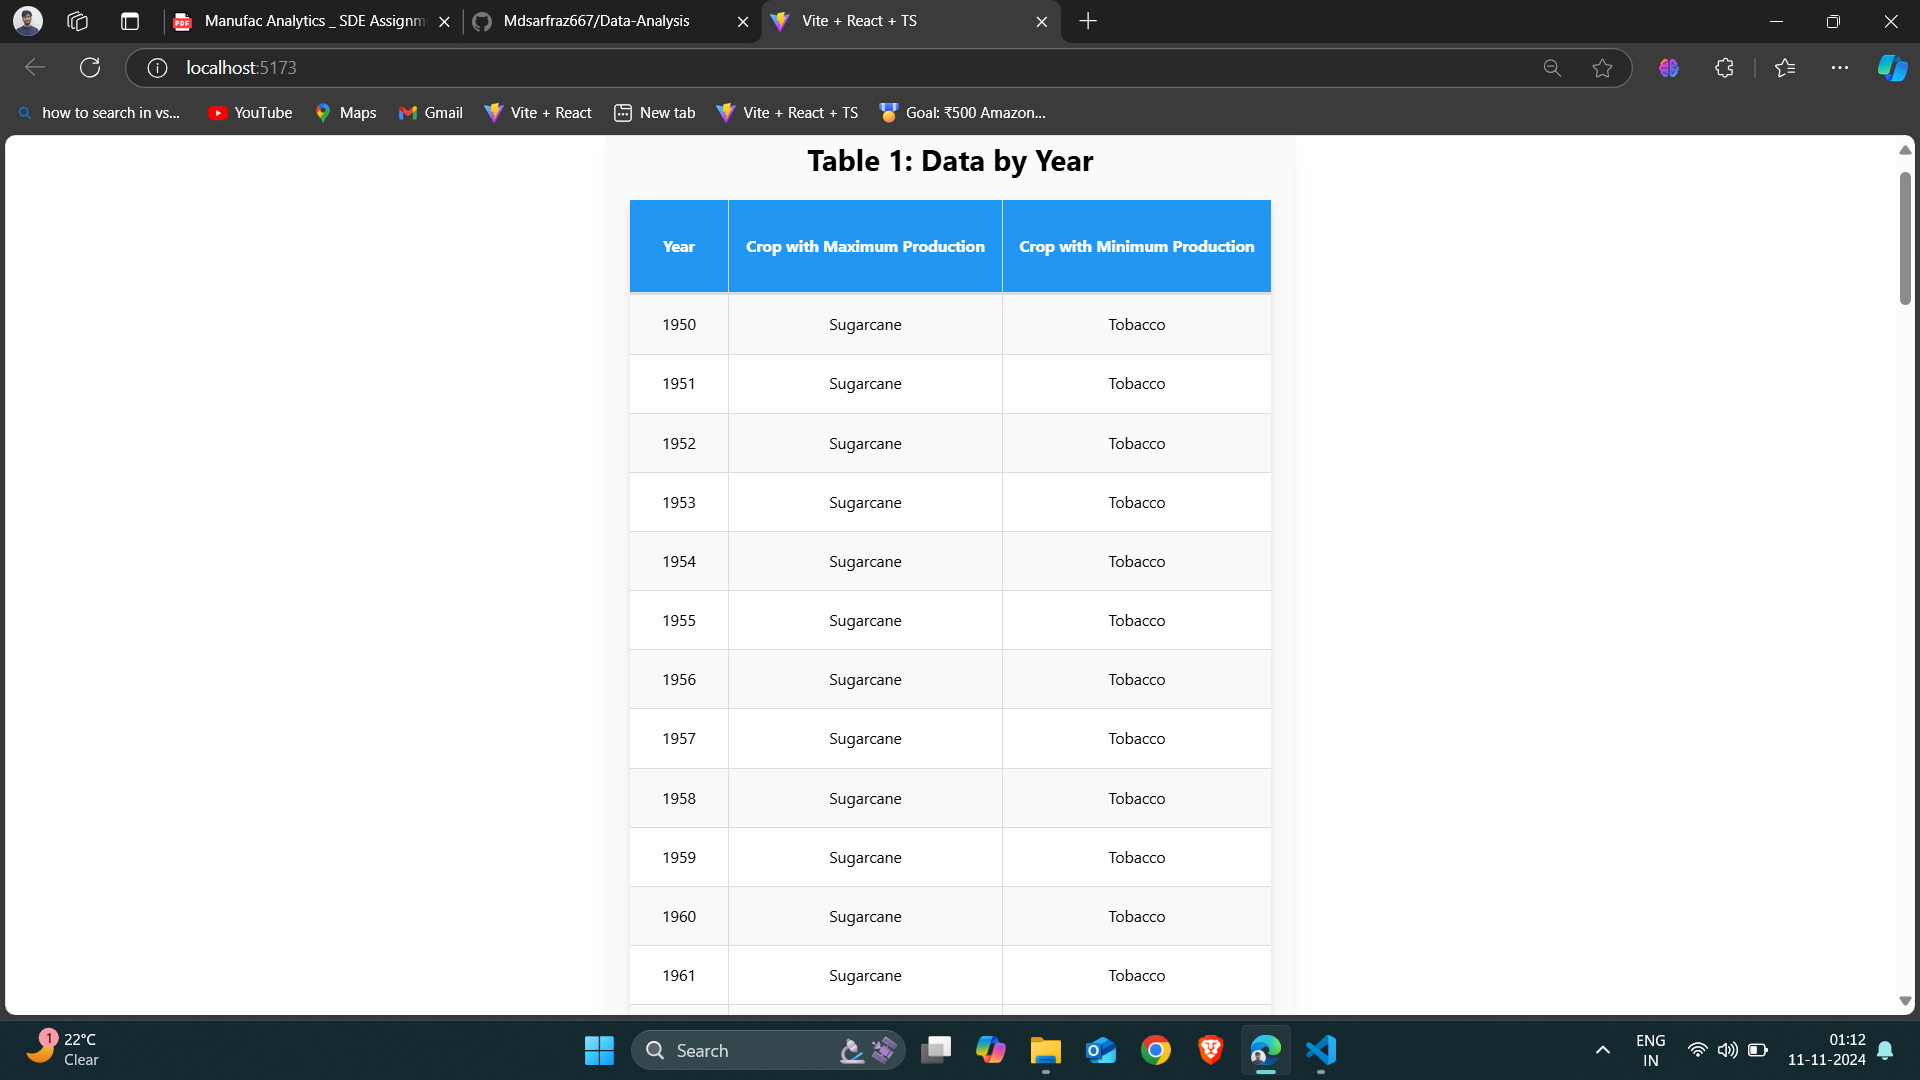 Manufac Analytics _ SDE Assignm
Mdsarfraz667/Data-Analysis
Vite + React + TS
localhost:5173
how to search in vs...
YouTube
Maps
Gmail
Vite + React
New tab
Vite + React + TS
Goal: ₹500 Amazon...
Table 1: Data by Year
Year Crop with Maximum Production Crop with Minimum Production
1950 Sugarcane Tobacco
1951 Sugarcane Tobacco
1952 Sugarcane Tobacco
1953 Sugarcane Tobacco
1954 Sugarcane Tobacco
1955 Sugarcane Tobacco
1956 Sugarcane Tobacco
1957 Sugarcane Tobacco
1958 Sugarcane Tobacco
1959 Sugarcane Tobacco
1960 Sugarcane Tobacco
1961 Sugarcane Tobacco
1
22°C
Clear
Search
ENG
IN
01:12
11-11-2024